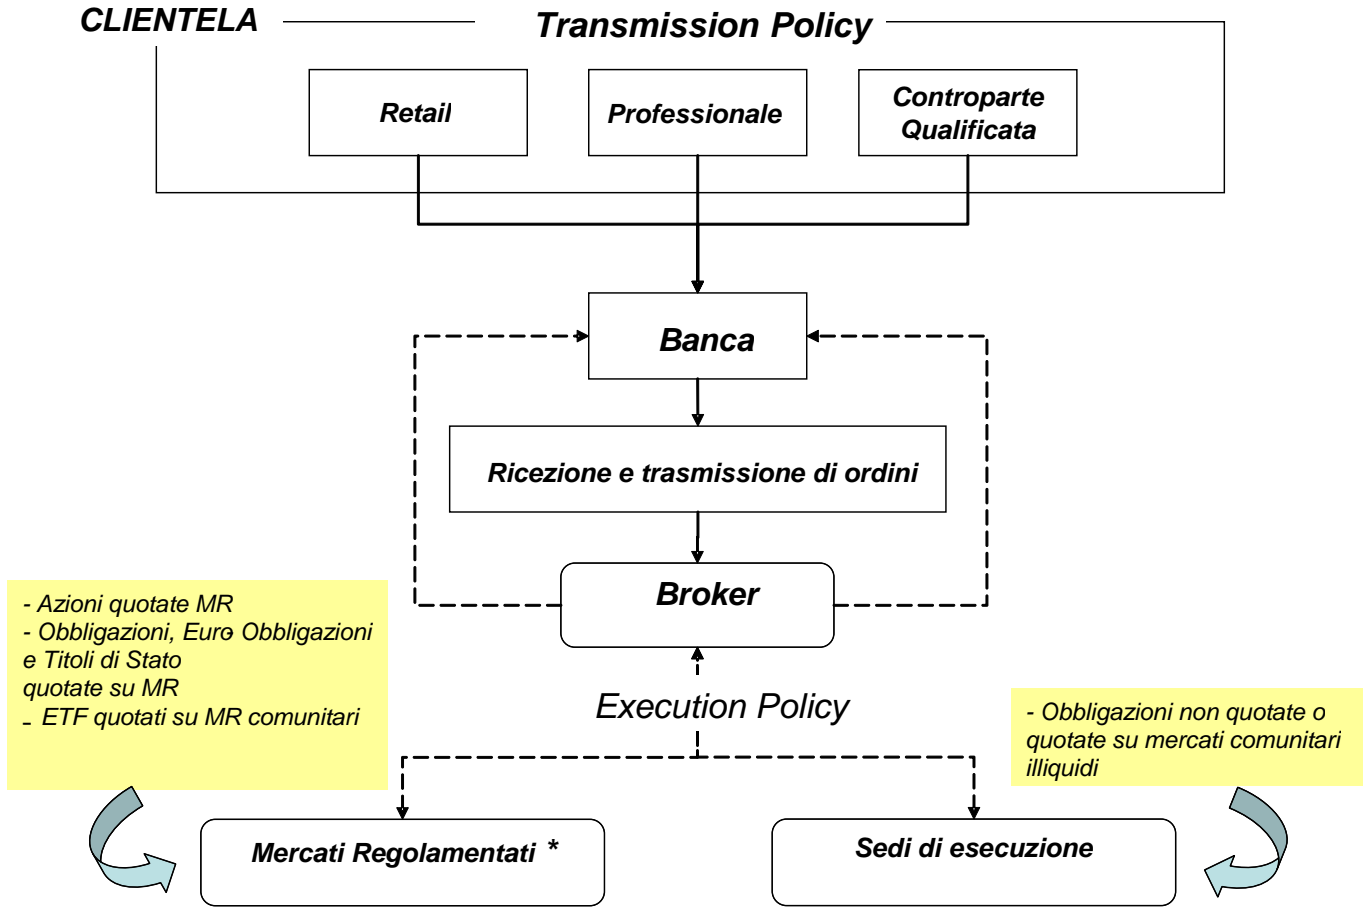 CLIENTELA
Transmission Policy
Retail
Professionale
Controparte
Qualificata
Banca
Ricezione e trasmissione di ordini
Broker
- Azioni quotate MR
- Obbligazioni, Euro- Obbligazioni
e Titoli di Stato
quotate su MR
- ETF quotati su MR comunitari
Execution Policy
- Obbligazioni non quotate o
quotate su mercati comunitari
illiquidi
Mercati Regolamentati *
Sedi di esecuzione